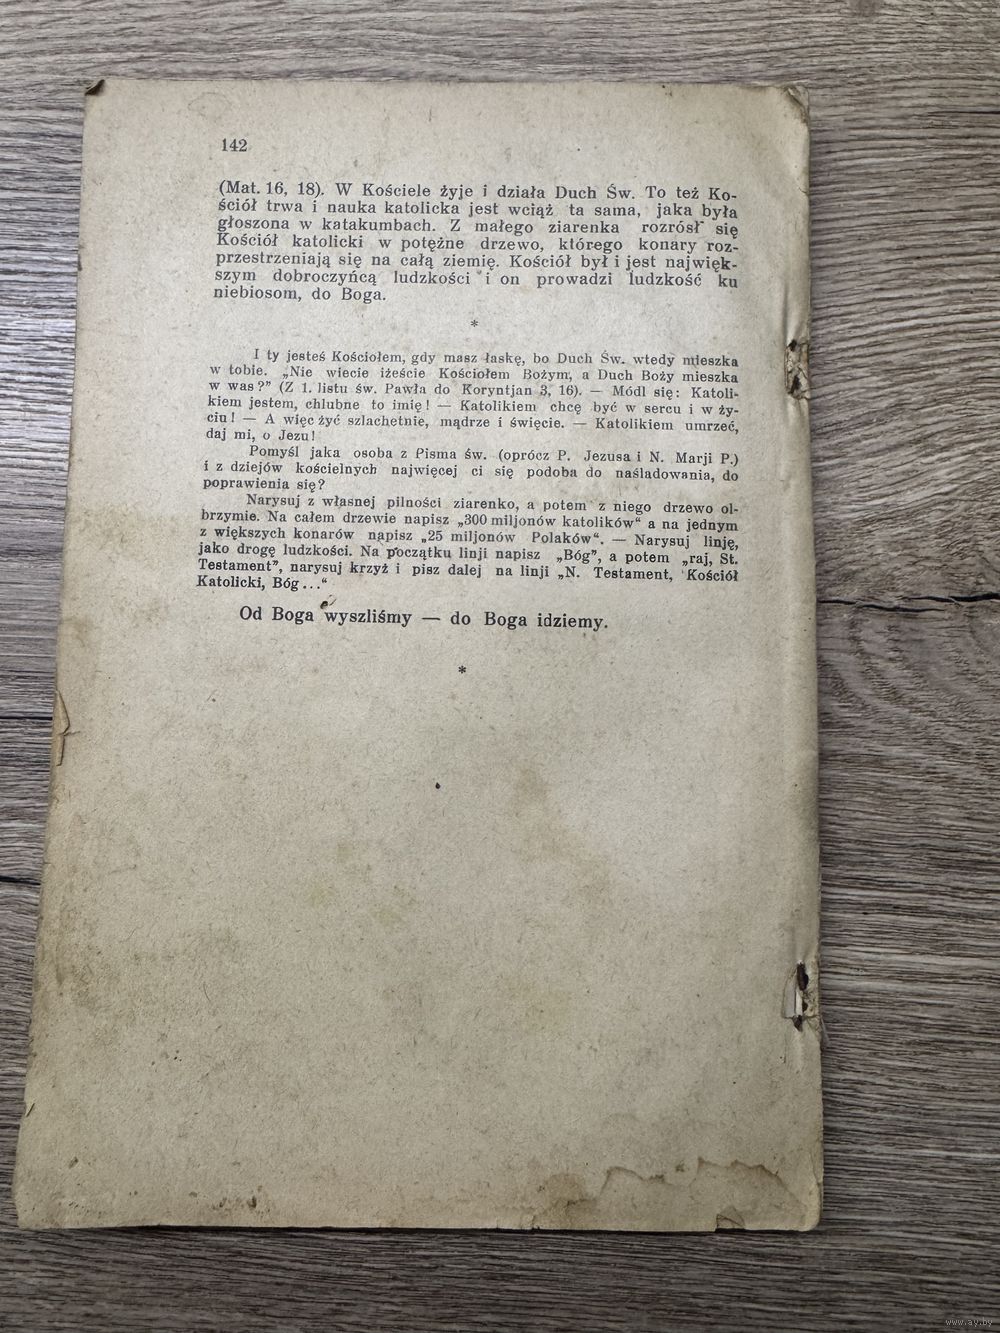 142
(Mat. 16, 18). W Kościele żyje i działa Duch Św. To też Ko-
ściół trwa i nauka katolicka jest wciąż ta sama, jaka była
głoszona w katakumbach. Z małego ziarenka rozrósł się
Kościół katolicki w potężne drzewo, którego konary roz-
przestrzeniają się na całą ziemię. Kościół był i jest najwięk-
szym dobroczyńcą ludzkości i on prowadzi ludzkość ku
niebiosom, do Boga.
*
I ty jesteś Kościołem, gdy masz łaskę, bo Duch Św. wtedy mieszka
w tobie. „Nie wiecie iżeście Kościołem Bożym, a Duch Boży mieszka
w was?” (Z 1. listu św. Pawła do Koryntjan 3, 16). — Módl się: Katoli-
kiem jestem, chlubne to imię! — Katolikiem chcę być w sercu i w ży-
ciu! — A więc żyć szlachetnie, mądrze i święcie. — Katolikiem umrzeć,
daj mi, o Jezu!
Pomyśl jaka osoba z Pisma św. (oprócz P. Jezusa i N. Marji P.)
i z dziejów kościelnych najwięcej ci się podoba do naśladowania, do
poprawienia się?
Narysuj z własnej pilności ziarenko, a potem z niego drzewo ol-
brzymie. Na całem drzewie napisz „300 miljonów katolików“ a na jednym
z większych konarów napisz „25 miljonów Polaków“. — Narysuj linję,
jako drogę ludzkości. Na początku linji napisz „Bóg”, a potem „raj, St.
Testament”, narysuj krzyż i pisz dalej na linji „N. Testament, Kościół
Katolicki, Bóg...“
Od Boga wyszliśmy — do Boga idziemy.
*
www.ay.by